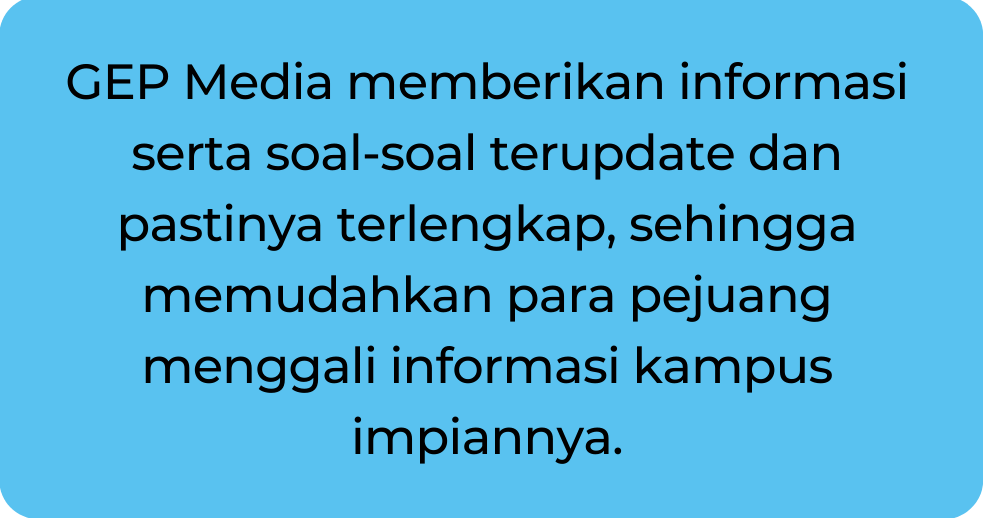 GEP Media memberikan informasi
serta soal-soal terupdate dan
pastinya terlengkap, sehingga
memudahkan para pejuang
menggali informasi kampus
impiannya.